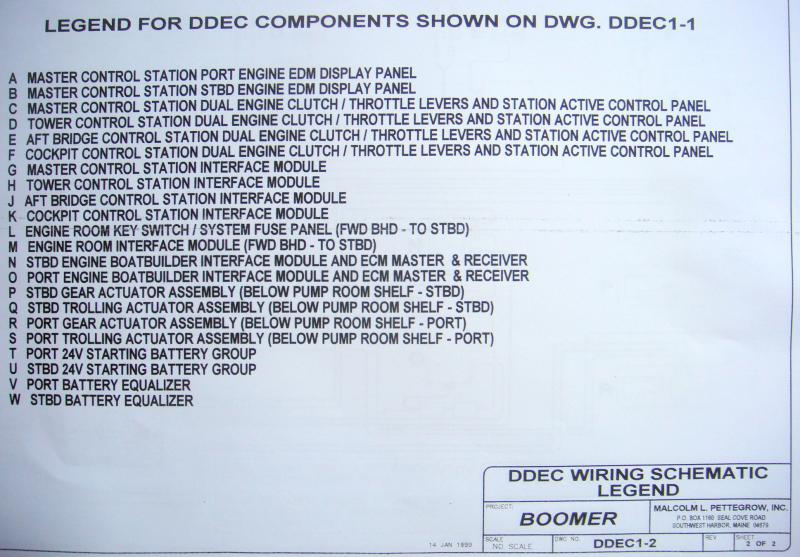 LEGEND FOR DDEC COMPONENTS SHOWN ON DWG. DDEC1-1
A MASTER CONTROL STATION PORT ENGINE EDM DISPLAY PANEL
B MASTER CONTROL STATION STBD ENGINE EDM DISPLAY PANEL
C MASTER CONTROL STATION DUAL ENGINE CLUTCH / THROTTLE LEVERS AND STATION ACTIVE CONTROL PANEL
D TOWER CONTROL STATION DUAL ENGINE CLUTCH / THROTTLE LEVERS AND STATION ACTIVE CONTROL PANEL
E AFT BRIDGE CONTROL STATION DUAL ENGINE CLUTCH / THROTTLE LEVERS AND STATION ACTIVE CONTROL PANEL
F COCKPIT CONTROL STATION DUAL ENGINE CLUTCH / THROTTLE LEVERS AND STATION ACTIVE CONTROL PANEL
G MASTER CONTROL STATION INTERFACE MODULE
H TOWER CONTROL STATION INTERFACE MODULE
J AFT BRIDGE CONTROL STATION INTERFACE MODULE
K COCKPIT CONTROL STATION INTERFACE MODULE
L ENGINE ROOM KEY SWITCH / SYSTEM FUSE PANEL (FWD BHD - TO STBD)
M ENGINE ROOM INTERFACE MODULE (FWD BHD - TO STBD)
N STBD ENGINE BOATBUILDER INTERFACE MODULE AND ECM MASTER & RECEIVER
O PORT ENGINE BOATBUILDER INTERFACE MODULE AND ECM MASTER & RECEIVER
P STBD GEAR ACTUATOR ASSEMBLY (BELOW PUMP ROOM SHELF - STBD)
Q STBD TROLLING ACTUATOR ASSEMBLY (BELOW PUMP ROOM SHELF - STBD)
R PORT GEAR ACTUATOR ASSEMBLY (BELOW PUMP ROOM SHELF - PORT)
S PORT TROLLING ACTUATOR ASSEMBLY (BELOW PUMP ROOM SHELF - PORT)
T PORT 24V STARTING BATTERY GROUP
U STBD 24V STARTING BATTERY GROUP
V PORT BATTERY EQUALIZER
W STBD BATTERY EQUALIZER
DDEC WIRING SCHEMATIC
LEGEND
PROJECT:
BOOMER
MALCOLM L. PETTEGROW, INC.
P.O. BOX 1160 SEAL COVE ROAD
SOUTHWEST HARBOR, MAINE 04679
14 JAN 1999
SCALE
NO SCALE
DWG NO.
DDEC1-2
REV
SHEET
2 OF 2